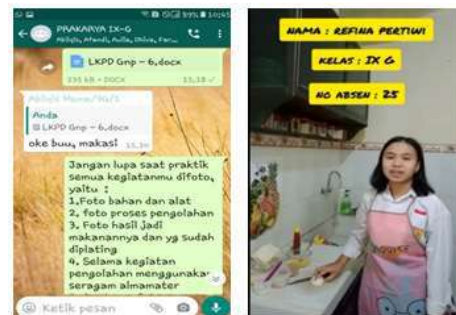 PRAKARYA IX-G
LKPD Gnp - 6.docx
DOCX
Anda
LKPD Gnp - 6.docx
oke buu, makasi
Jangan lupa saat praktik
semua kegiatanmu difoto,
yaitu :
1.Foto bahan dan alat
2. foto proses pengolahan
3. Foto hasil jadi
makanannya dan yg sudah
diplating
4. Selama kegiatan
pengolahan menggunakan
seragam almamater
Ketik pesan
NAMA : REFINA PERTIWI
KELAS : IX G
NO ABSEN : 25